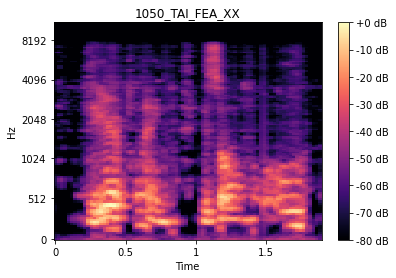 1050_TAI_FEA_XX
Hz
8192
4096
2048
1024
512
0
0
0.5
1
1.5
Time
+0 dB
-10 dB
-20 dB
-30 dB
-40 dB
-50 dB
-60 dB
-70 dB
-80 dB